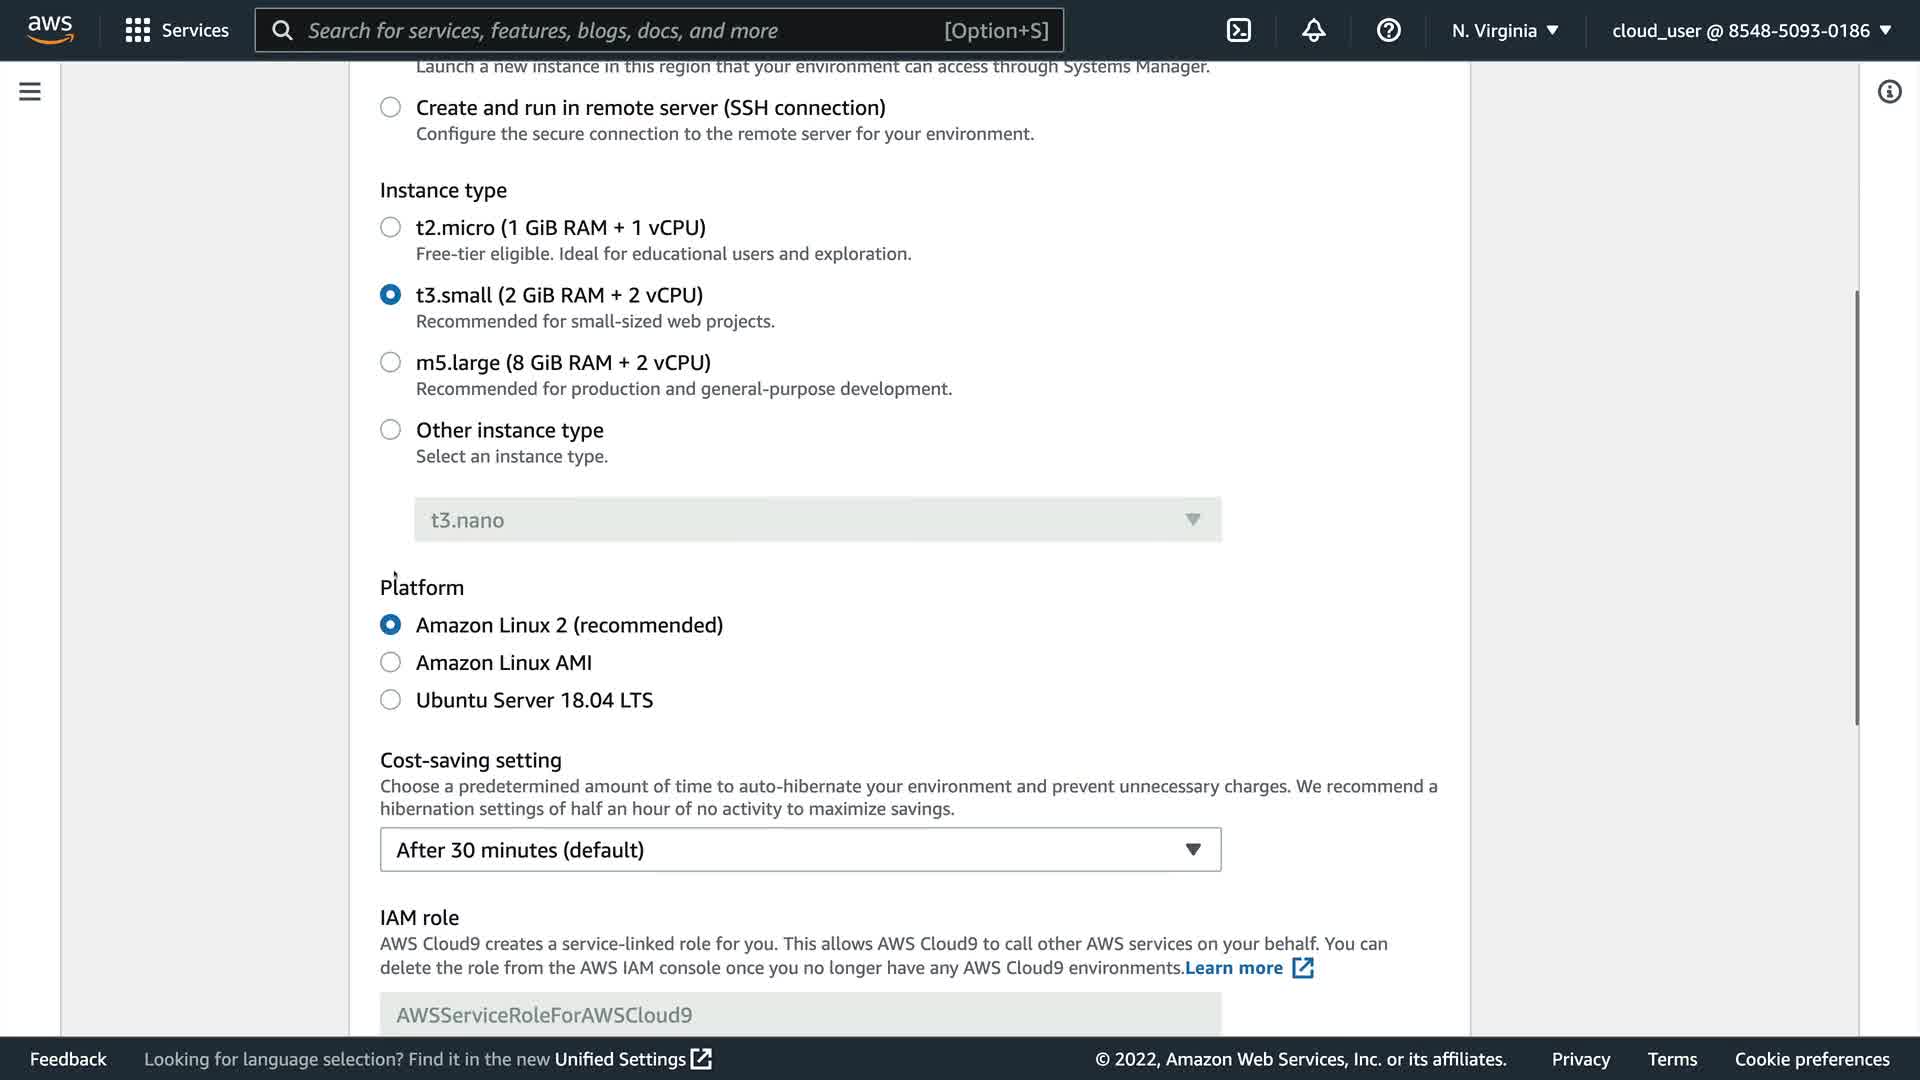 aws
Services
Search for services, features, blogs, docs, and more
[Option+S]
N. Virginia
cloud_user @ 8548-5093-0186
Launch a new instance in this region that your environment can access through Systems Manager.
Create and run in remote server (SSH connection)
Configure the secure connection to the remote server for your environment.
Instance type
t2.micro (1 GiB RAM + 1 vCPU)
Free-tier eligible. Ideal for educational users and exploration.
t3.small (2 GiB RAM + 2 vCPU)
Recommended for small-sized web projects.
m5.large (8 GiB RAM + 2 vCPU)
Recommended for production and general-purpose development.
Other instance type
Select an instance type.
t3.nano
Platform
Amazon Linux 2 (recommended)
Amazon Linux AMI
Ubuntu Server 18.04 LTS
Cost-saving setting
Choose a predetermined amount of time to auto-hibernate your environment and prevent unnecessary charges. We recommend a
hibernation settings of half an hour of no activity to maximize savings.
After 30 minutes (default)
IAM role
AWS Cloud9 creates a service-linked role for you. This allows AWS Cloud9 to call other AWS services on your behalf. You can
delete the role from the AWS IAM console once you no longer have any AWS Cloud9 environments.Learn more
AWSServiceRoleForAWSCloud9
Feedback
Looking for language selection? Find it in the new Unified Settings
© 2022, Amazon Web Services, Inc. or its affiliates.
Privacy
Terms
Cookie preferences